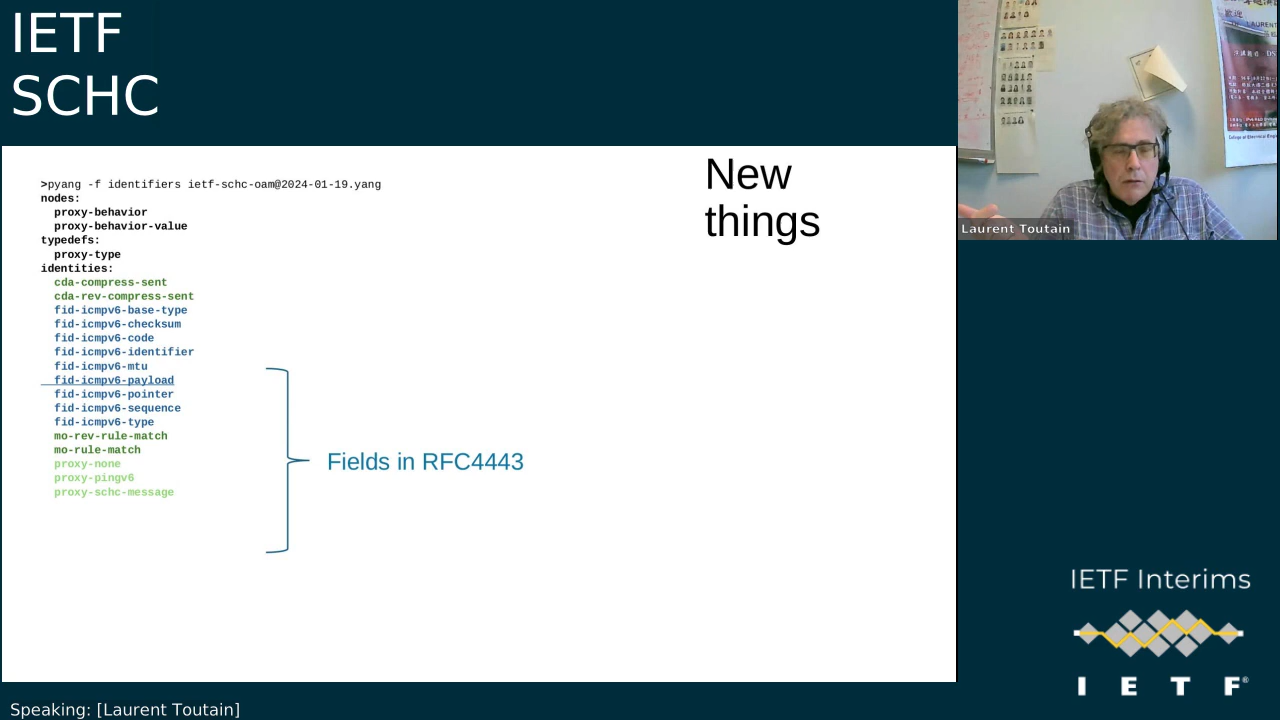 IETF
SCHC
New
things
>pyang -f identifiers ietf-schc-oam@2024-01-19.yang
nodes:
proxy-behavior
proxy-behavior-value
typedefs:
proxy-type
identities:
cda-compress-sent
cda-rev-compress-sent
fid-icmpv6-base-type
fid-icmpv6-checksum
fid-icmpv6-code
fid-icmpv6-identifier
fid-icmpv6-mtu
fid-icmpv6-payload
fid-icmpv6-pointer
fid-icmpv6-sequence
fid-icmpv6-type
mo-rev-rule-match
mo-rule-match
proxy-none
proxy-pingv6
proxy-schc-message
Fields in RFC4443
歡迎
LAURENT
Laurent Toutain
IETF Interims
I E T F®
Speaking: [Laurent Toutain]